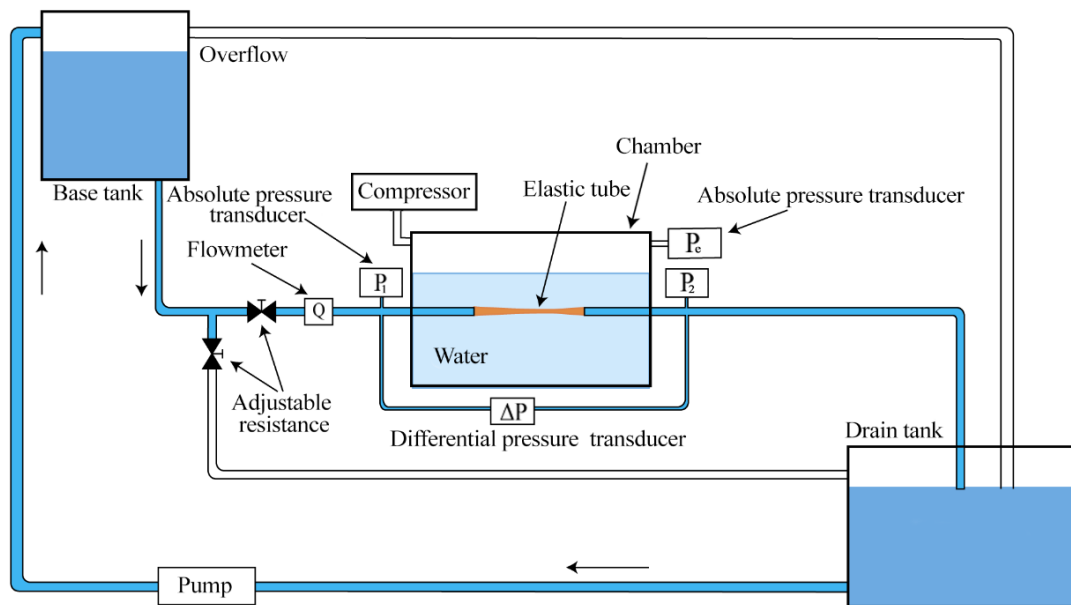 Overflow
Base tank
Absolute pressure
transducer
Compressor
Chamber
Elastic tube
Absolute pressure
transducer
Flowmeter
P1
Pe
P2
Q
Water
Adjustable
resistance
ΔP
Differential pressure transducer
Drain tank
Pump